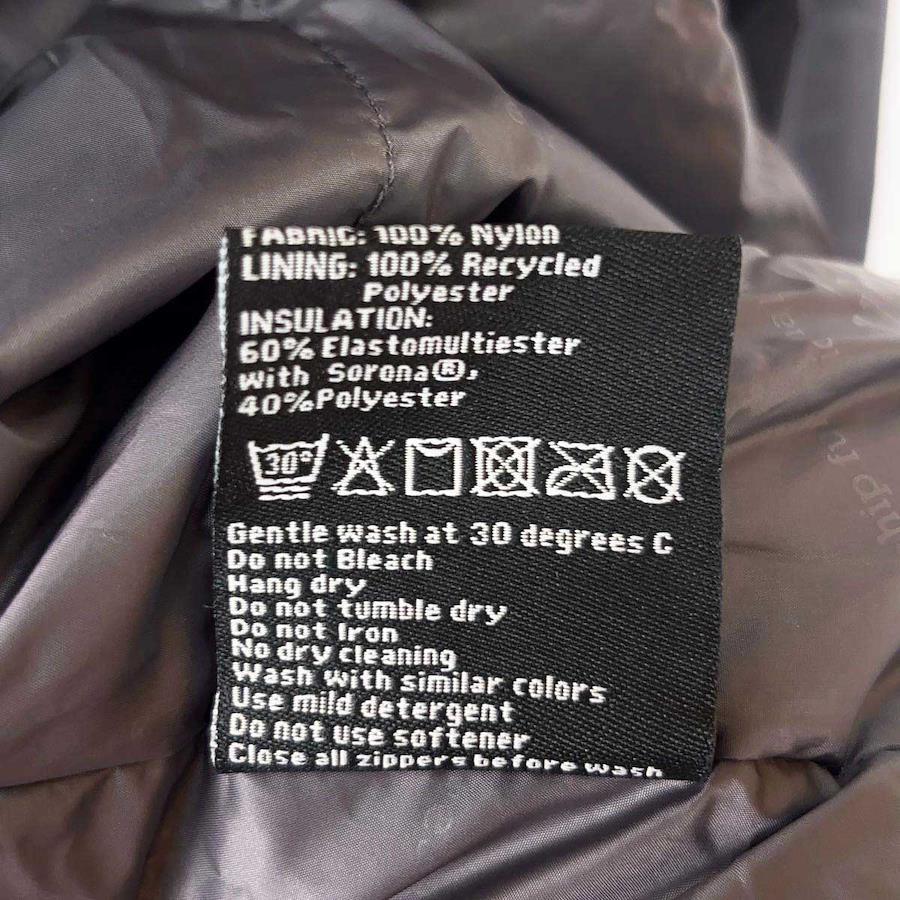 FABRIC: 100% Nylon
LINING: 100% Recycled
Polyester
INSULATION:
60% Elastomultiester
with Sorona®,
40%Polyester
30°
Gentle wash at 30 degrees C
Do not Bleach
Hang dry
Do not tumble dry
Do not Iron
No dry cleaning
Wash with similar colors
Use mild detergent
Do not use softener
Close all zippers before wash